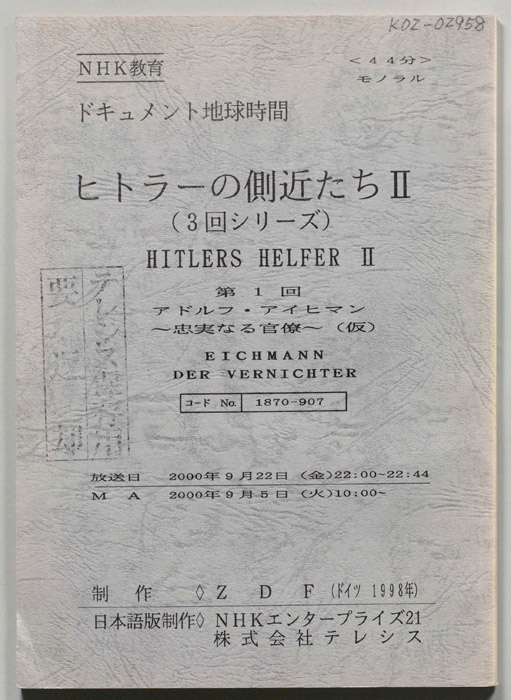 KOZ-02958
NHK教育
<44分>
モノラル
ドキュメント地球時間
ヒトラーの側近たちⅡ
(3回シリーズ)
HITLERS HELFER Ⅱ
第1回
アドルフ・アイヒマン
～忠実なる官僚～(仮)
EICHMANN
DER VERNICHTER
コード No. 1870-907
放送日 2000年9月22日(金)22:00~22:44
MA 2000年9月5日(火)10:00~
制作◇ZDF(ドイツ 1998年)
日本語版制作◇NHKエンタープライズ21
株式会社テレシス